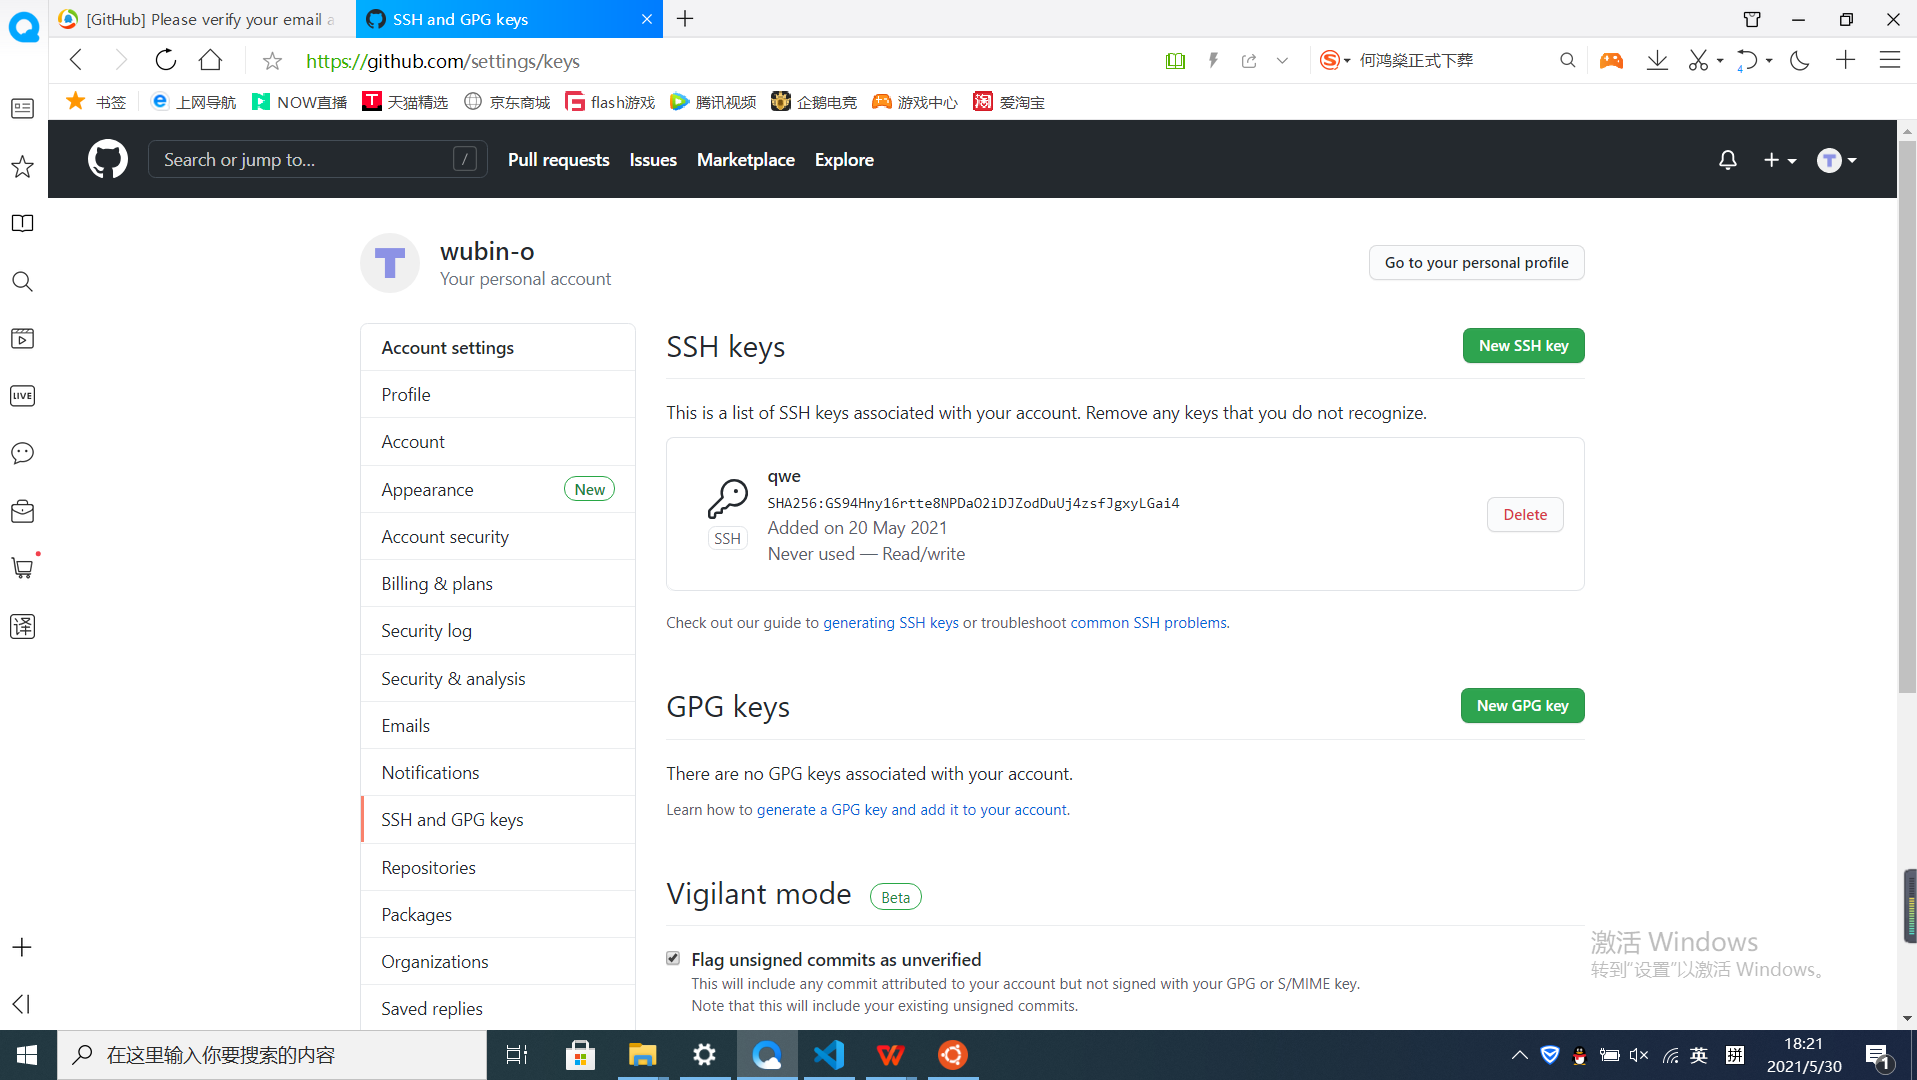 [GitHub] Please verify your email a
SSH and GPG keys
https://github.com/settings/keys
何鸿燊正式下葬
4
书签
上网导航
NOW直播
天猫精选
京东商城
flash游戏
腾讯视频
企鹅电竞
游戏中心
爱淘宝
Search or jump to...
/
Pull requests
Issues
Marketplace
Explore
wubin-o
Your personal account
Go to your personal profile
Account settings
Profile
Account
Appearance New
Account security
Billing & plans
Security log
Security & analysis
Emails
Notifications
SSH and GPG keys
Repositories
Packages
Organizations
Saved replies
SSH keys
New SSH key
This is a list of SSH keys associated with your account. Remove any keys that you do not recognize.
qwe
SHA256:GS94Hny16rtte8NPDaO2iDJZodDuUj4zsfJgxyLGai4
Added on 20 May 2021
Never used — Read/write
SSH
Delete
Check out our guide to generating SSH keys or troubleshoot common SSH problems.
GPG keys
New GPG key
There are no GPG keys associated with your account.
Learn how to generate a GPG key and add it to your account.
Vigilant mode Beta
Flag unsigned commits as unverified
This will include any commit attributed to your account but not signed with your GPG or S/MIME key.
Note that this will include your existing unsigned commits.
LIVE
译
激活 Windows
转到“设置”以激活 Windows。
在这里输入你要搜索的内容
英
拼
18:21
2021/5/30
1